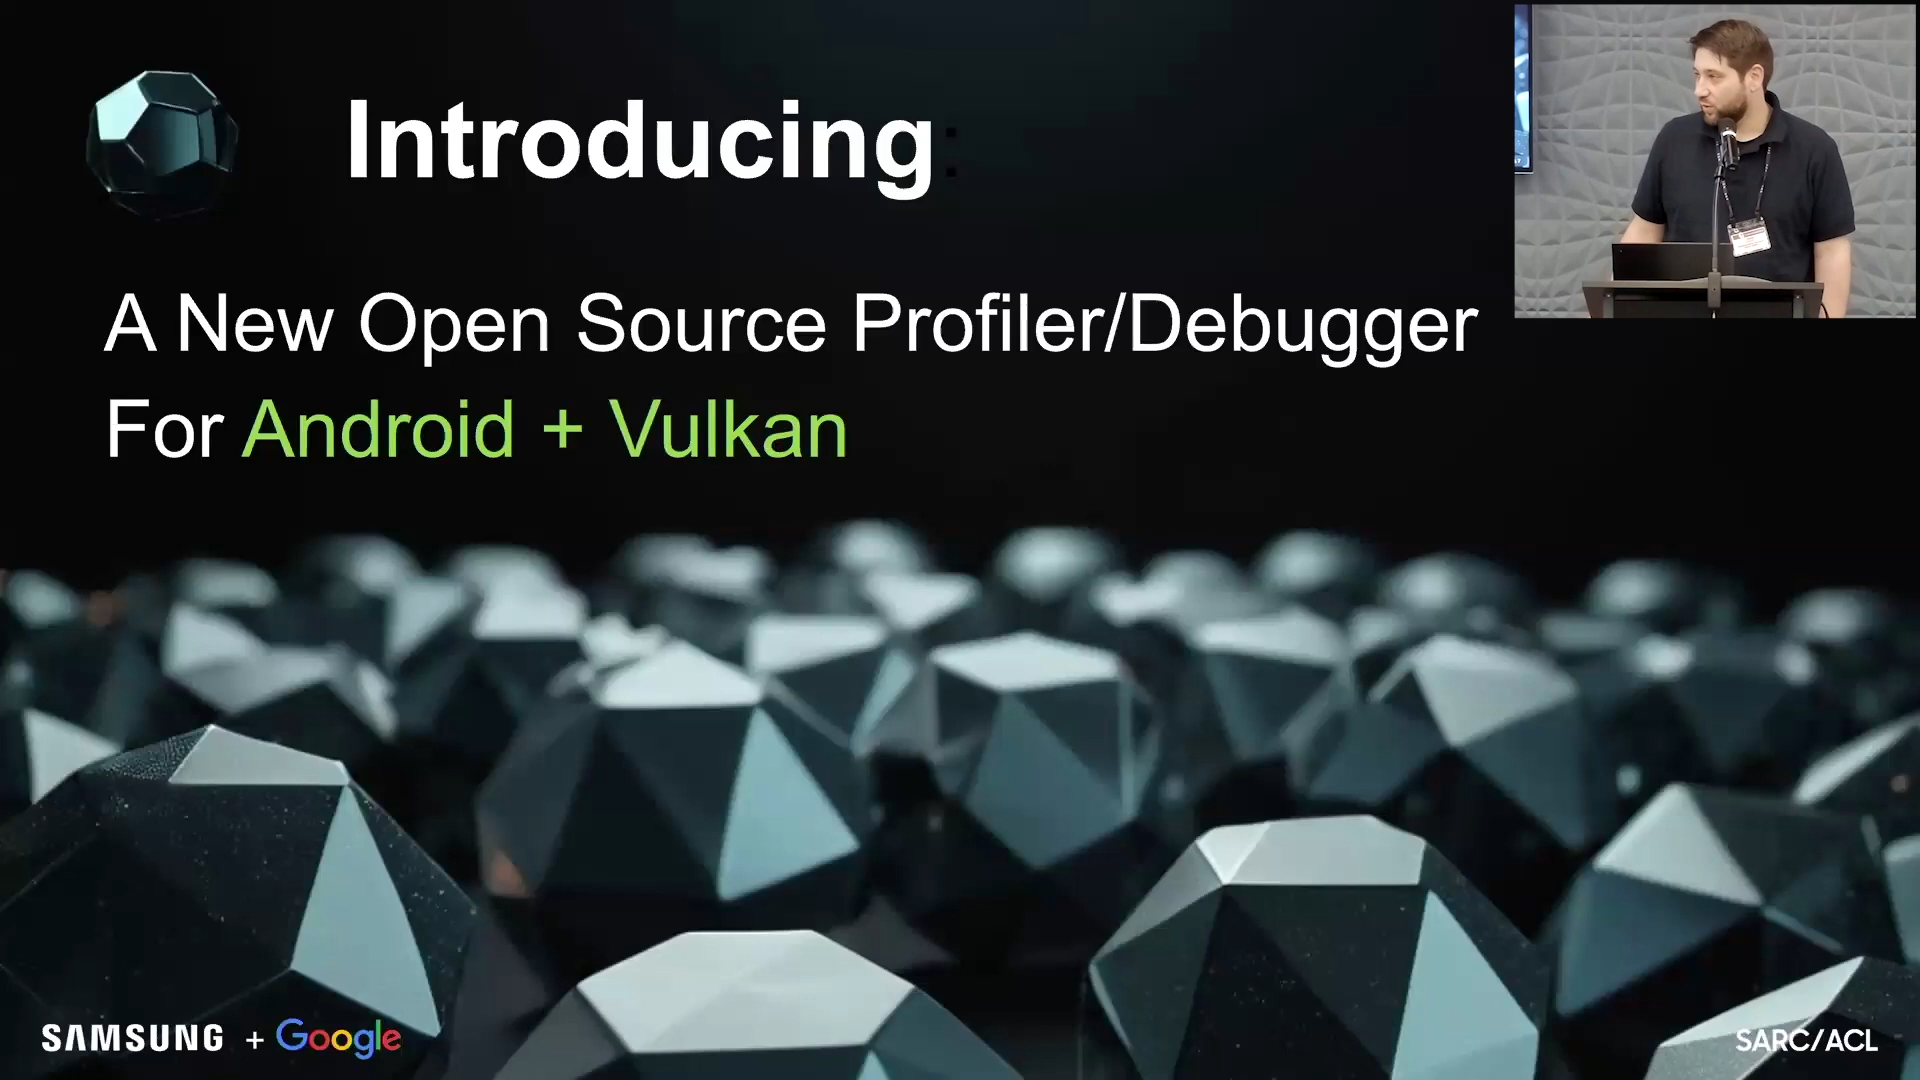 Introducing:
A New Open Source Profiler/Debugger
For Android + Vulkan
SAMSUNG + Google
SARC/ACL